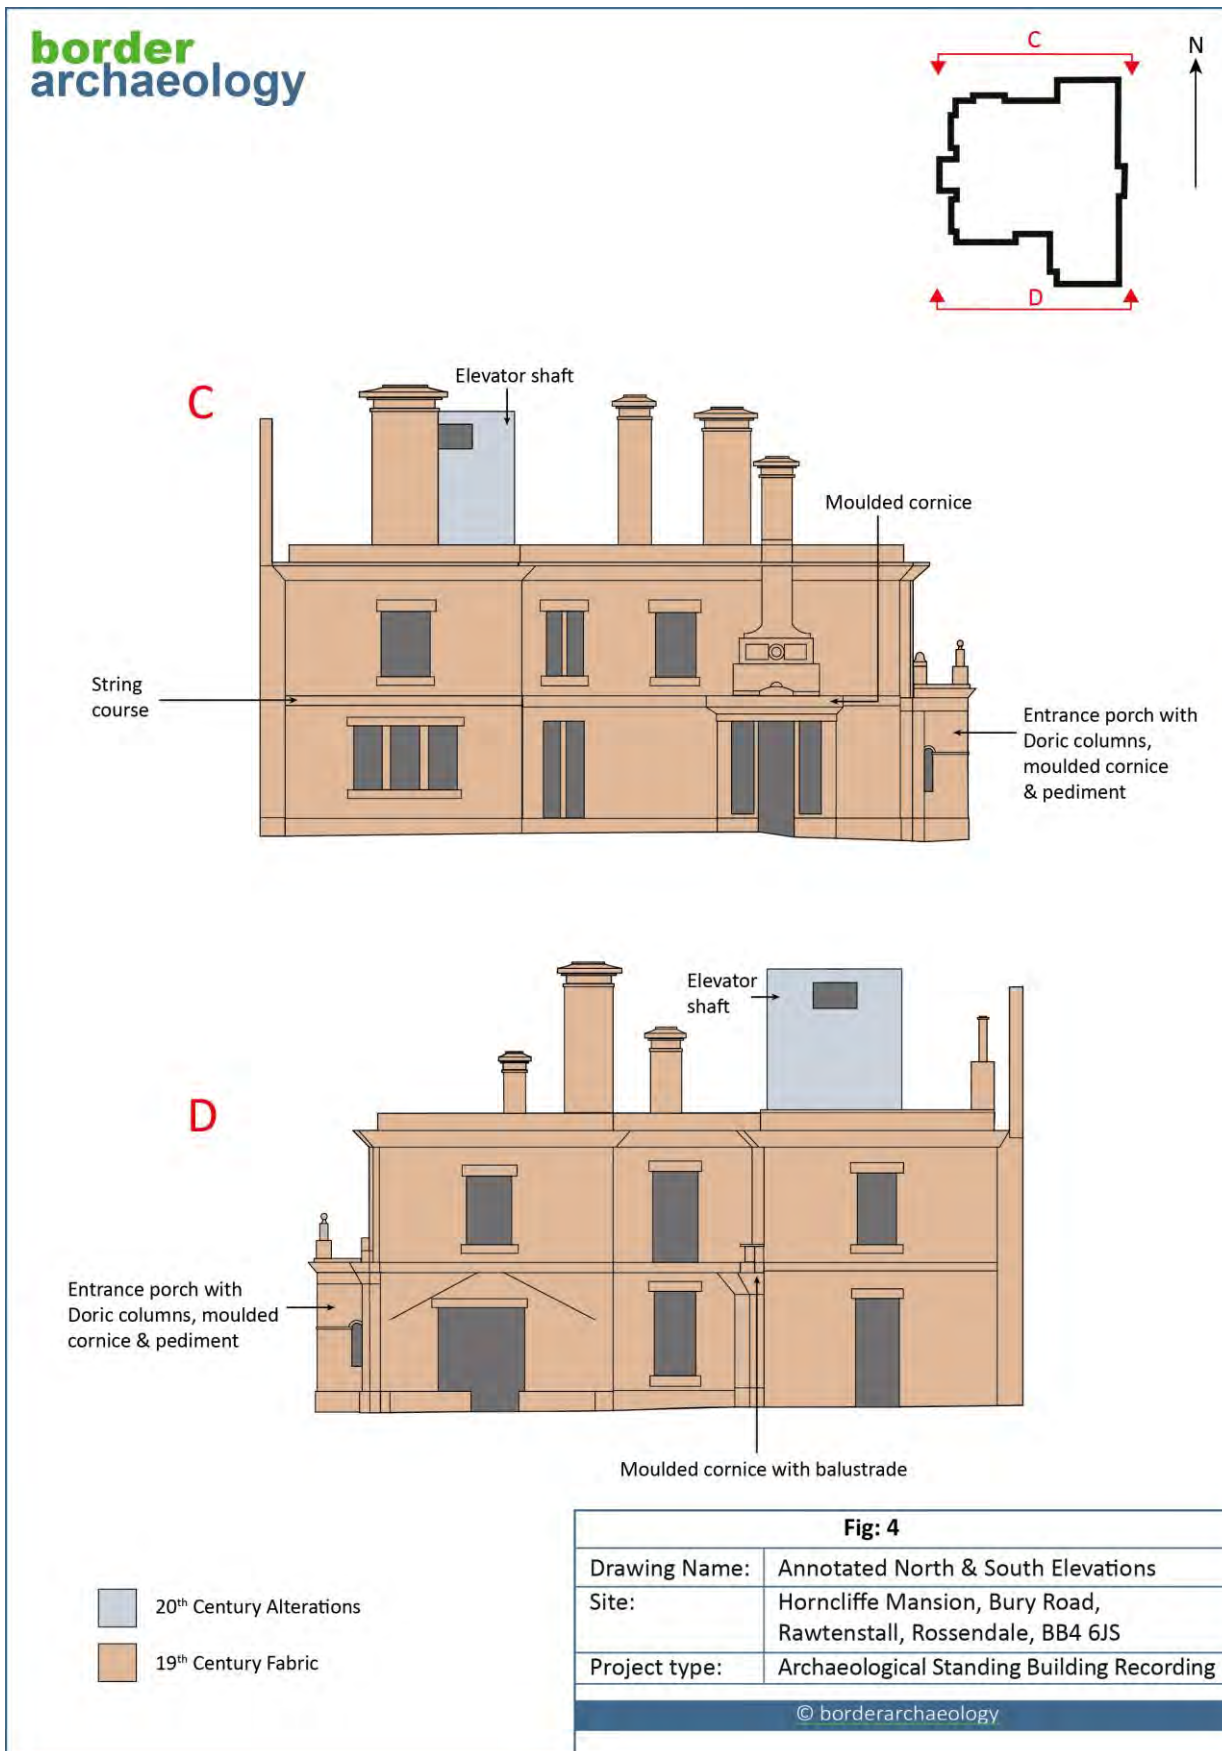 border
archaeology
C
N
D
C
Elevator shaft
Moulded cornice
String
course
Entrance porch with
Doric columns,
moulded cornice
& pediment
D
Elevator
shaft
Entrance porch with
Doric columns, moulded
cornice & pediment
Moulded cornice with balustrade
20th Century Alterations
19th Century Fabric
Fig: 4
Drawing Name: Annotated North & South Elevations
Site: Horncliffe Mansion, Bury Road,
Rawtenstall, Rossendale, BB4 6JS
Project type: Archaeological Standing Building Recording
© borderarchaeology